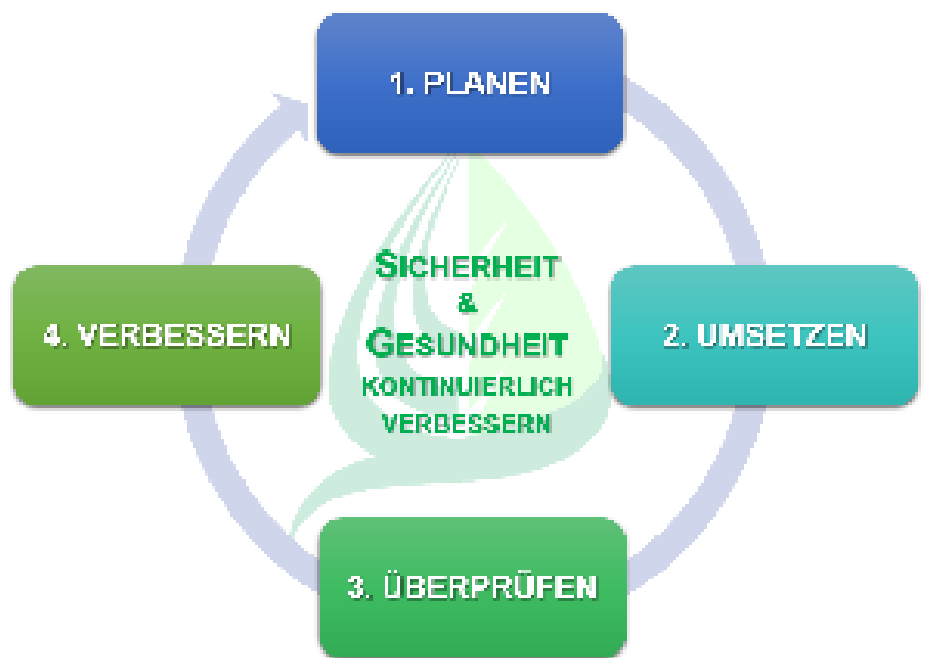 1. PLANEN
SICHERHEIT
&
GESUNDHEIT
KONTINUIERLICH
VERBESSERN
2. UMSETZEN
3. ÜBERPRÜFEN
4. VERBESSERN